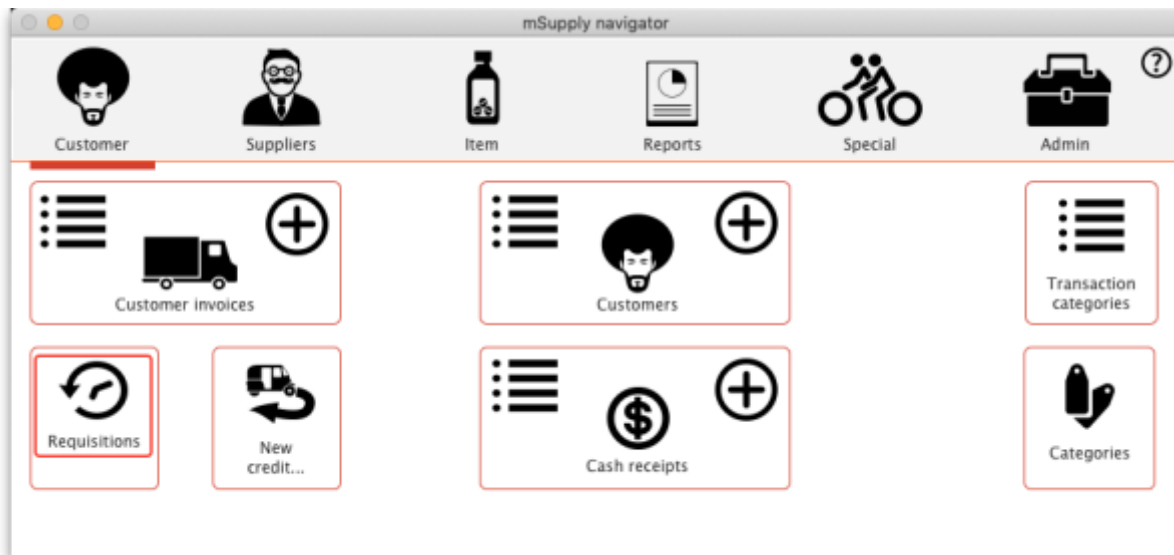 mSupply navigator
?
Customer
Suppliers
Item
Reports
Special
Admin
Customer invoices
Customers
Transaction
categories
Requisitions
New
credit...
$
Cash receipts
Categories